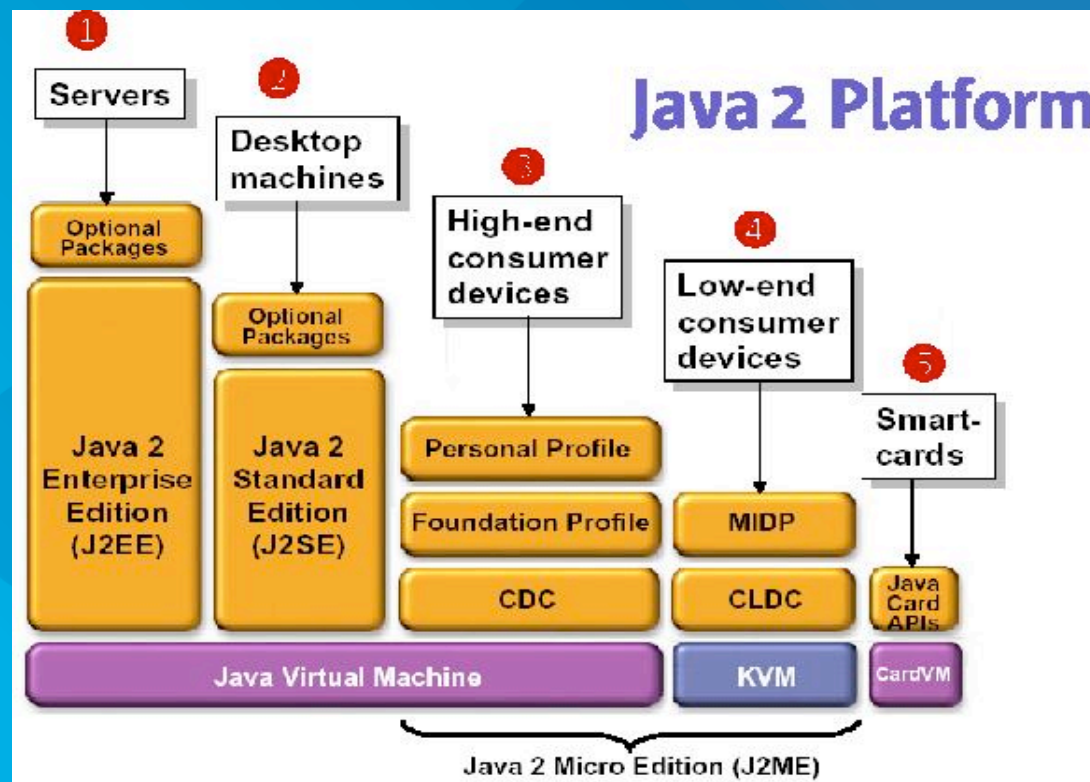 1
Servers
2
Desktop
machines
Java 2 Platform
3
High-end
consumer
devices
4
Low-end
consumer
devices
5
Smart-
cards
Optional
Packages
Java 2
Enterprise
Edition
(J2EE)
Optional
Packages
Java 2
Standard
Edition
(J2SE)
Personal Profile
Foundation Profile
CDC
MIDP
CLDC
Java
Card
APIs
Java Virtual Machine
KVM
CardVM
Java 2 Micro Edition (J2ME)